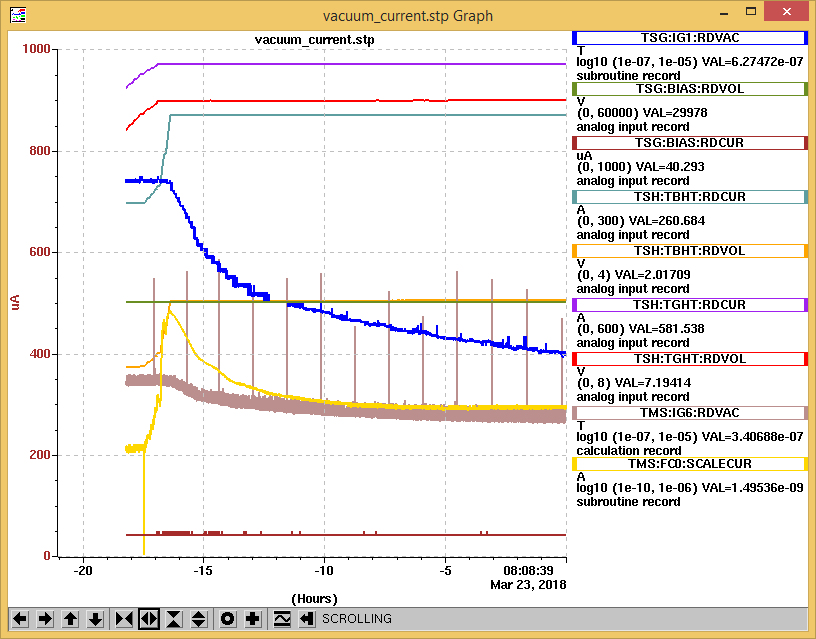 vacuum_current.stp Graph
vacuum_current.stp
1000
800
600
400
200
0
uA
-20
-15
-10
-5
08:08:39
Mar 23, 2018
(Hours)
TSG:IG1:RDVAC
T
log10 (1e-07, 1e-05) VAL=6.27472e-07
subroutine record
TSG:BIAS:RDVOL
V
(0, 60000) VAL=29978
analog input record
TSG:BIAS:RDCUR
uA
(0, 1000) VAL=40.293
analog input record
TSH:TBHT:RDCUR
A
(0, 300) VAL=260.684
analog input record
TSH:TBHT:RDVOL
V
(0, 4) VAL=2.01709
analog input record
TSH:TGHT:RDCUR
A
(0, 600) VAL=581.538
analog input record
TSH:TGHT:RDVOL
V
(0, 8) VAL=7.19414
analog input record
TMS:IG6:RDVAC
T
log10 (1e-07, 1e-05) VAL=3.40688e-07
calculation record
TMS:FC0:SCALECUR
A
log10 (1e-10, 1e-06) VAL=1.49536e-09
subroutine record
SCROLLING